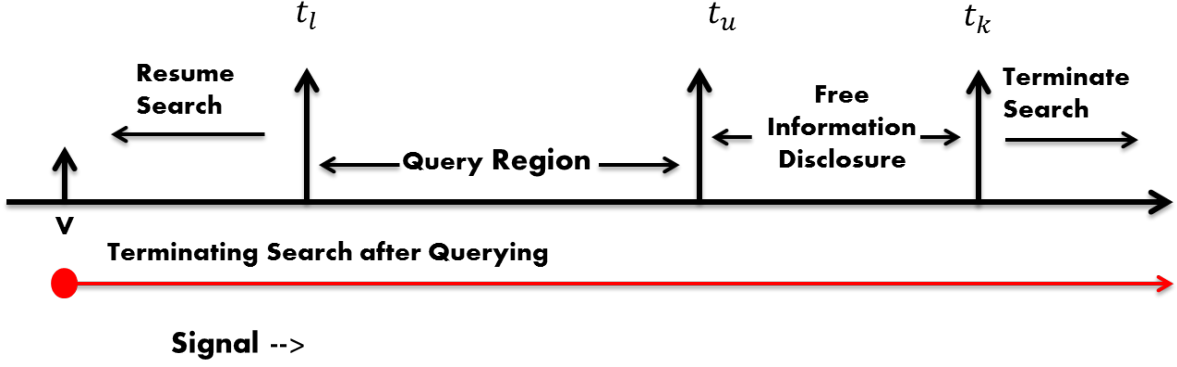 t_l t_u t_k
Resume
Search
Query Region
Free
Information
Disclosure
Terminate
Search
v
Terminating Search after Querying
Signal -->